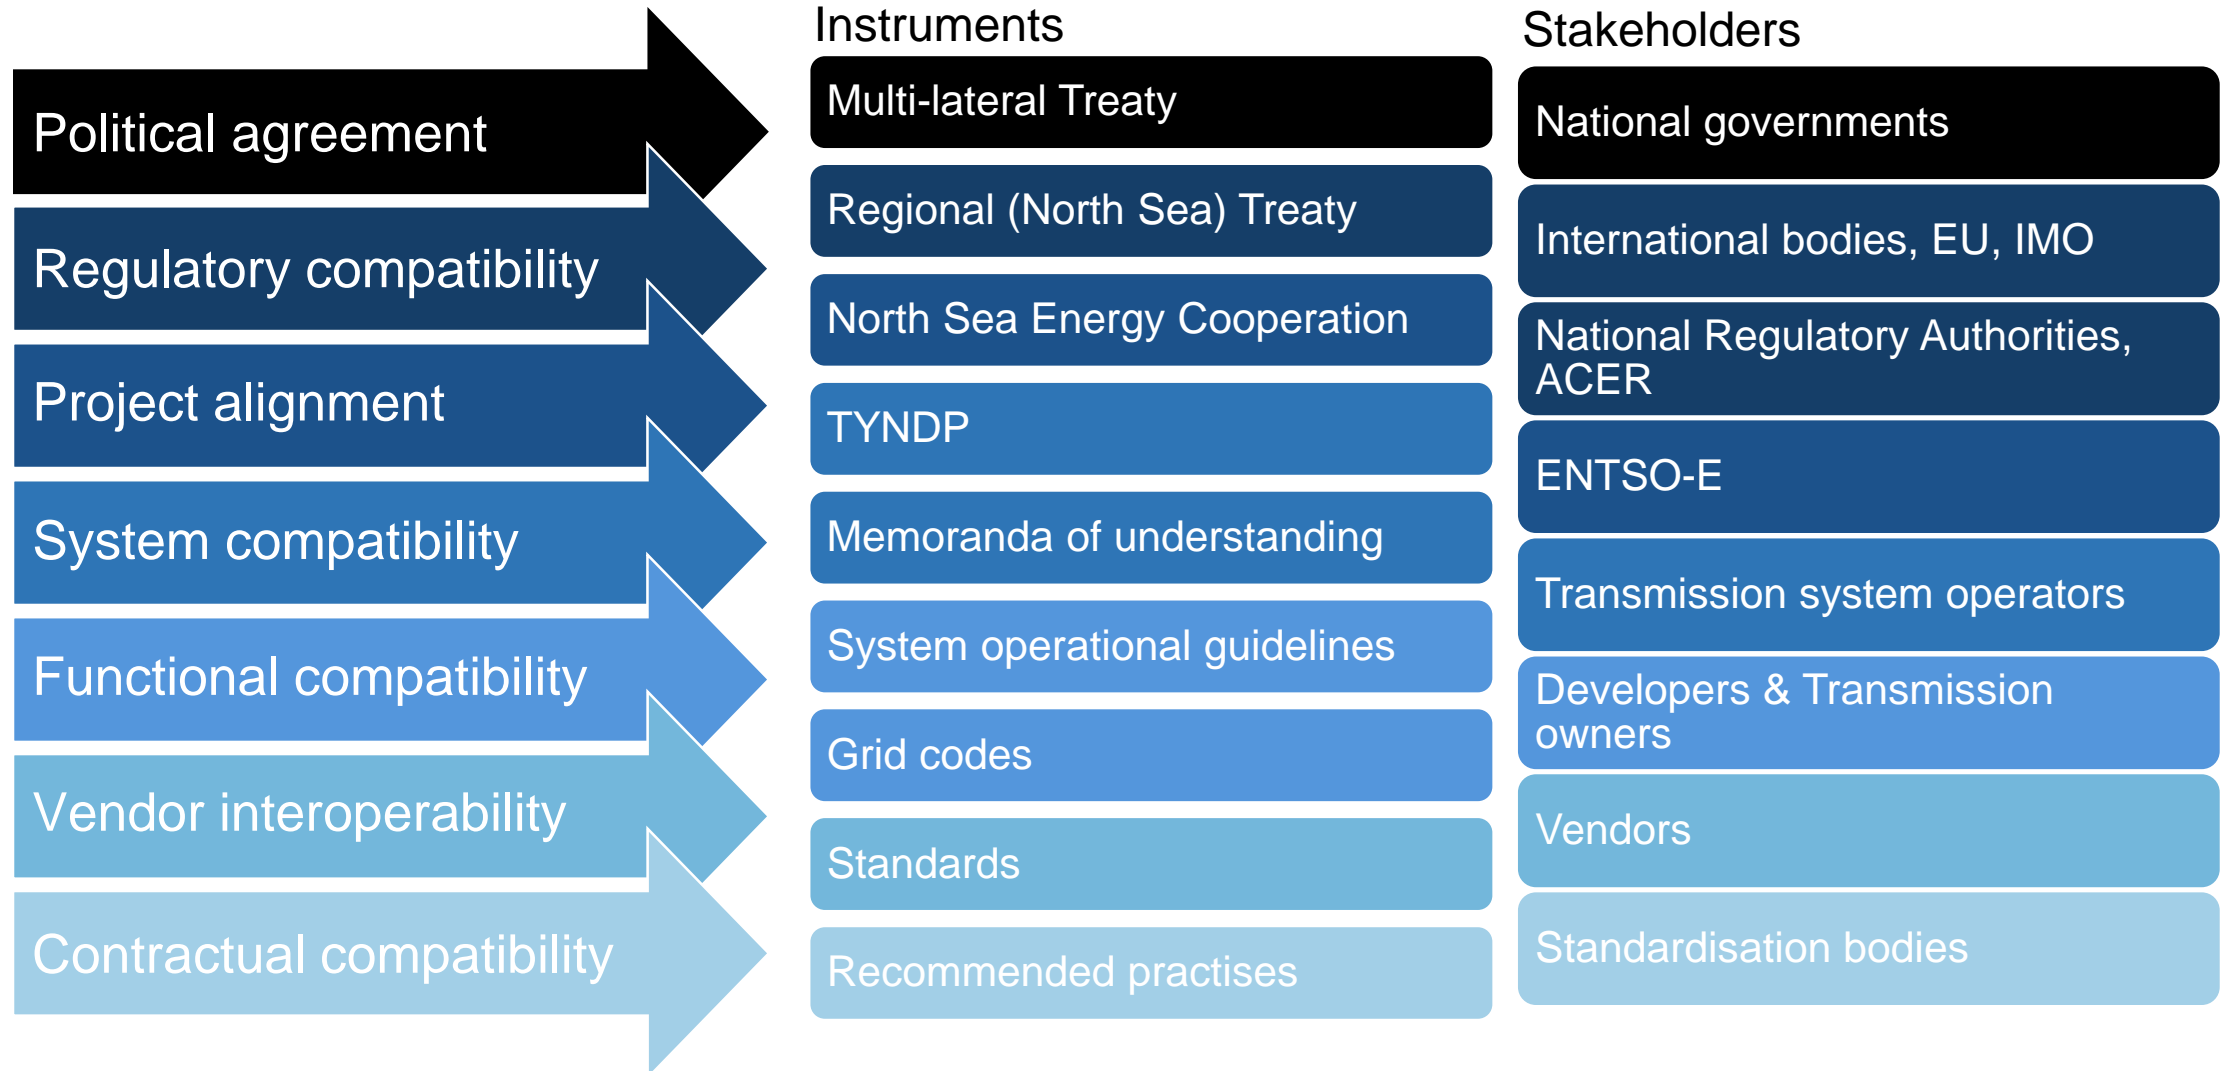 Political agreement
Regulatory compatibility
Project alignment
System compatibility
Functional compatibility
Vendor interoperability
Contractual compatibility
Instruments
Multi-lateral Treaty
Regional (North Sea) Treaty
North Sea Energy Cooperation
TYNDP
Memoranda of understanding
System operational guidelines
Grid codes
Standards
Recommended practises
Stakeholders
National governments
International bodies, EU, IMO
National Regulatory Authorities,
ACER
ENTSO-E
Transmission system operators
Developers & Transmission
owners
Vendors
Standardisation bodies